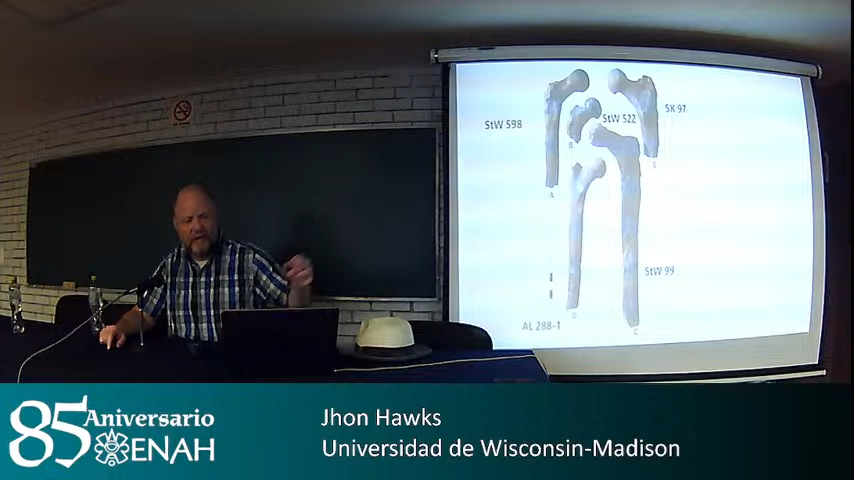 StW 598
StW 522
SK 97
A
B
E
StW 99
D
AL 288-1
C
85 Aniversario
ENAH
Jhon Hawks
Universidad de Wisconsin-Madison